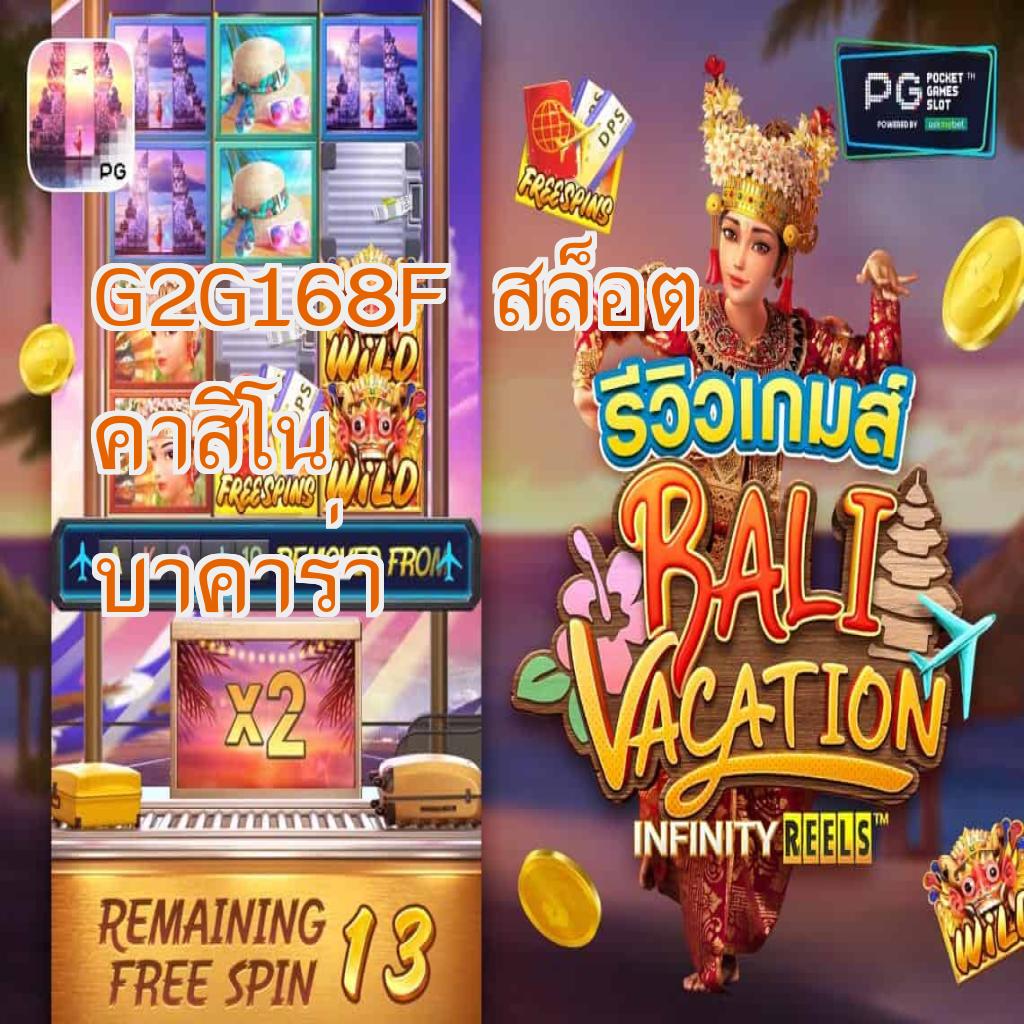 PG
PG POCKET GAMES SLOT™
POWERED BY askmebet
DPS
FREESPINS
G2G168F สล็อต
WILD
คาสิโน
FREESPINS
WILD
รีวิวเกมส์
บาคาร่า
REMOVED FROM
BALI
VACATION
x2
INFINITY REELS™
REMAINING
FREE SPIN 13
WILD